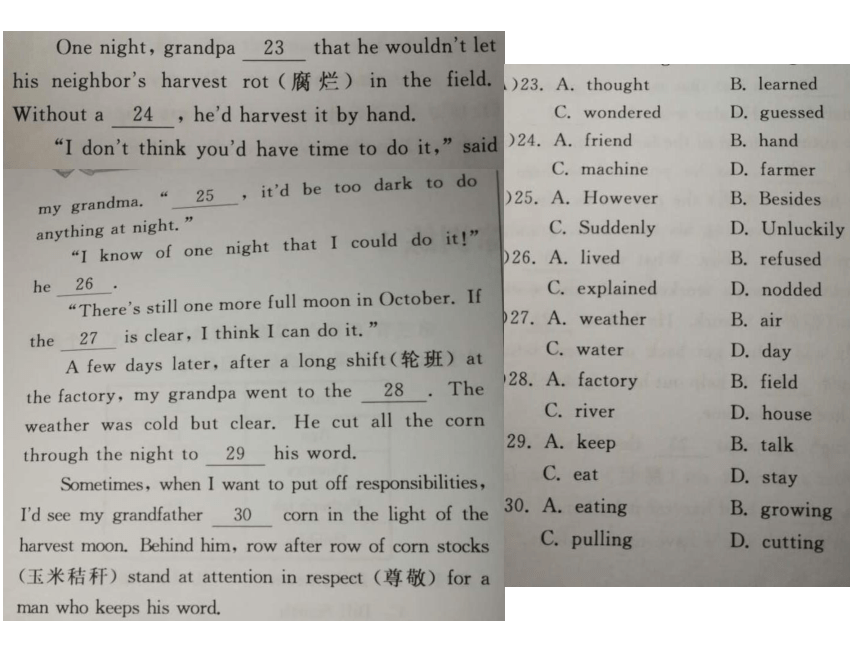 One night, grandpa 23 that he wouldn't let
his neighbor's harvest rot (腐烂) in the field.
Without a 24 , he'd harvest it by hand.
"I don't think you'd have time to do it," said
my grandma. " 25 , it'd be too dark to do
anything at night."
"I know of one night that I could do it!"
he 26 .
"There's still one more full moon in October. If
the 27 is clear, I think I can do it."
A few days later, after a long shift(轮班) at
the factory, my grandpa went to the 28 . The
weather was cold but clear. He cut all the corn
through the night to 29 his word.
Sometimes, when I want to put off responsibilities,
I'd see my grandfather 30 corn in the light of the
harvest moon. Behind him, row after row of corn stocks
(玉米秸秆) stand at attention in respect (尊敬) for a
man who keeps his word.
)23. A. thought B. learned
C. wondered D. guessed
)24. A. friend B. hand
C. machine D. farmer
)25. A. However B. Besides
C. Suddenly D. Unluckily
)26. A. lived B. refused
C. explained D. nodded
)27. A. weather B. air
C. water D. day
)28. A. factory B. field
C. river D. house
29. A. keep B. talk
C. eat D. stay
30. A. eating B. growing
C. pulling D. cutting